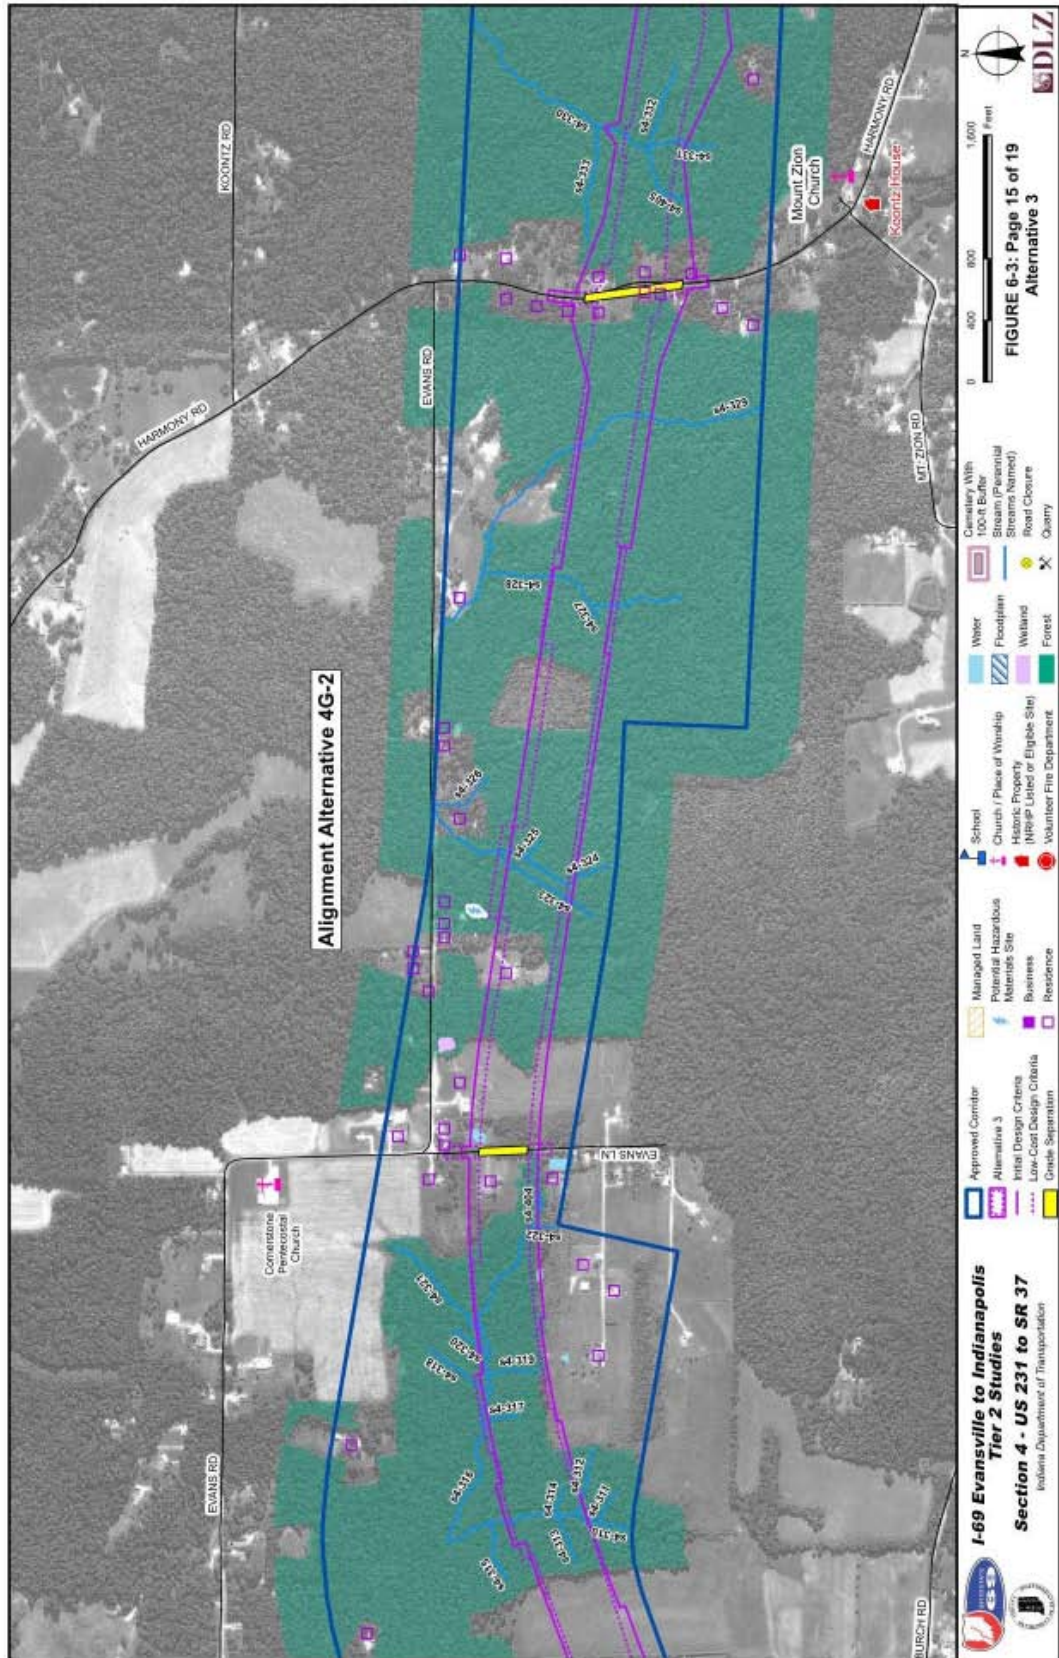 KOONTZ RD
HARMONY RD
EVANS RD
Alignment Alternative 4G-2
EVANS RD
Cornerstone
Pentecostal
Church
EVANS LN
Mount Zion
Church
Koontz House
HARMONY RD
MT ZION RD
BURCH RD
s4-330
s4-333
s4-332
s4-331
s4-405
s4-329
s4-328
s4-327
s4-326
s4-325
s4-324
s4-323
s4-404
s4-322
s4-321
s4-320
s4-318
s4-319
s4-317
s4-316
s4-315
s4-314
s4-313
s4-312
s4-311
s4-310
I-69 Evansville to Indianapolis
Tier 2 Studies
Section 4 - US 231 to SR 37
Indiana Department of Transportation
Approved Corridor
Alternative 3
Initial Design Criteria
Low-Cost Design Criteria
Grade Separation
Managed Land
Potential Hazardous
Materials Site
Business
Residence
School
Church / Place of Worship
Historic Property
(NRHP Listed or Eligible Site)
Volunteer Fire Department
Water
Floodplain
Wetland
Forest
Cemetery With
100-ft Buffer
Stream (Perennial
Streams Named)
Road Closure
Quarry
0 400 800 1,600
Feet
N
FIGURE 6-3: Page 15 of 19
Alternative 3
DLZ